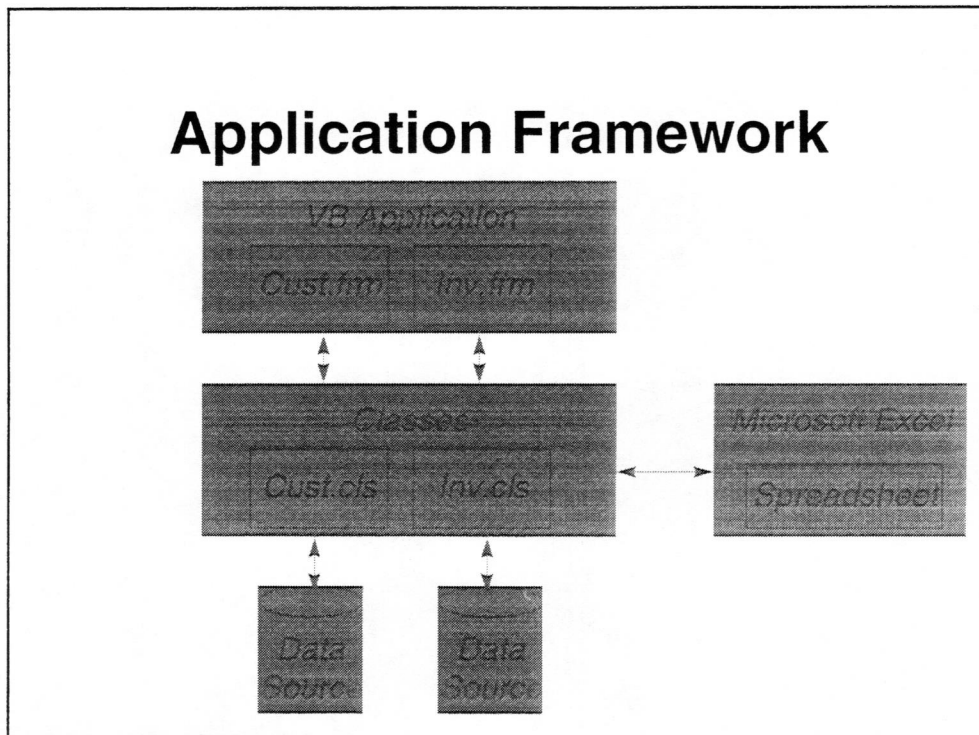 Application Framework
VB Application
Cust.frm Inv.frm
Classes
Microsoft Excel
Cust.cls Inv.cls
Spreadsheet
Data Data
Source Source